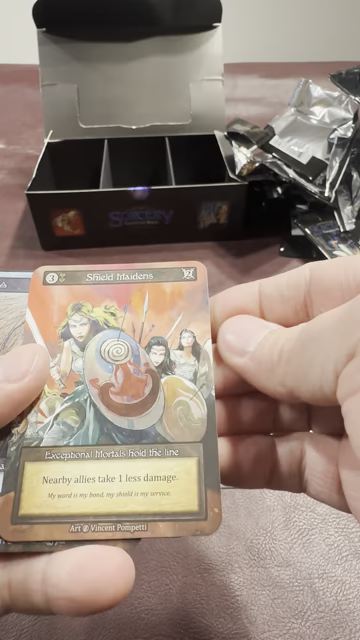 Sorcery
3 Shield Maidens
Exceptional Mortals hold the line
Nearby allies take 1 less damage.
My word is my bond, my shield is my service.
Art Vincent Pompetti